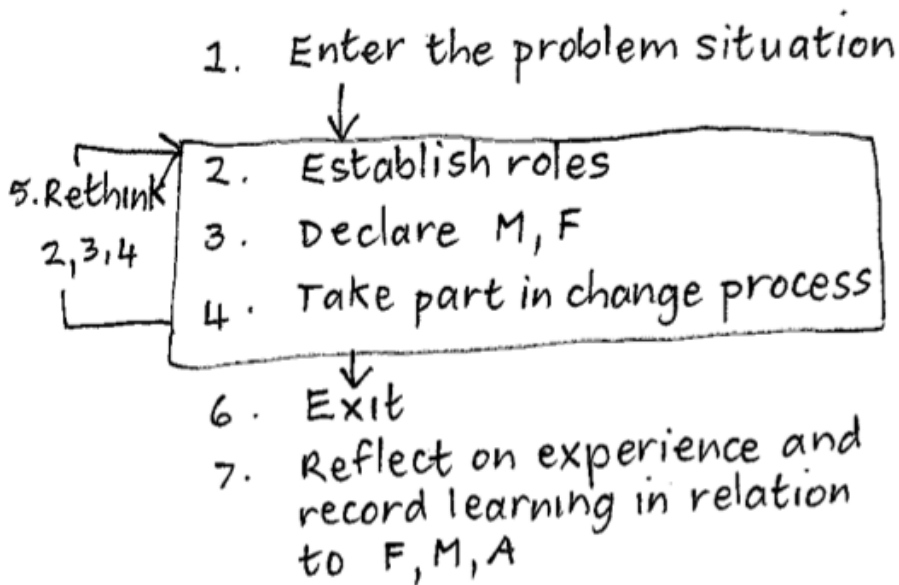 1. Enter the problem situation
2. Establish roles
5. Rethink
2,3,4
3. Declare M, F
4. Take part in change process
6. Exit
7. Reflect on experience and
record learning in relation
to F, M, A